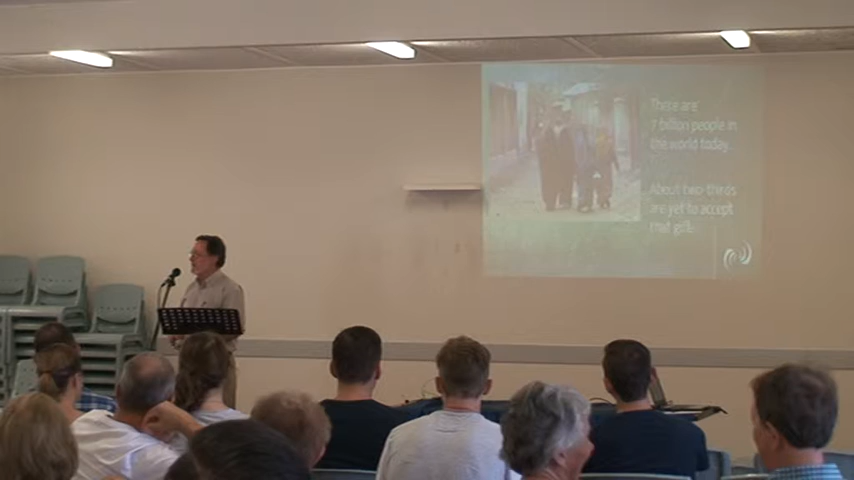 There are
7 billion people in
the world today.
About two-thirds
are yet to accept
that gift.